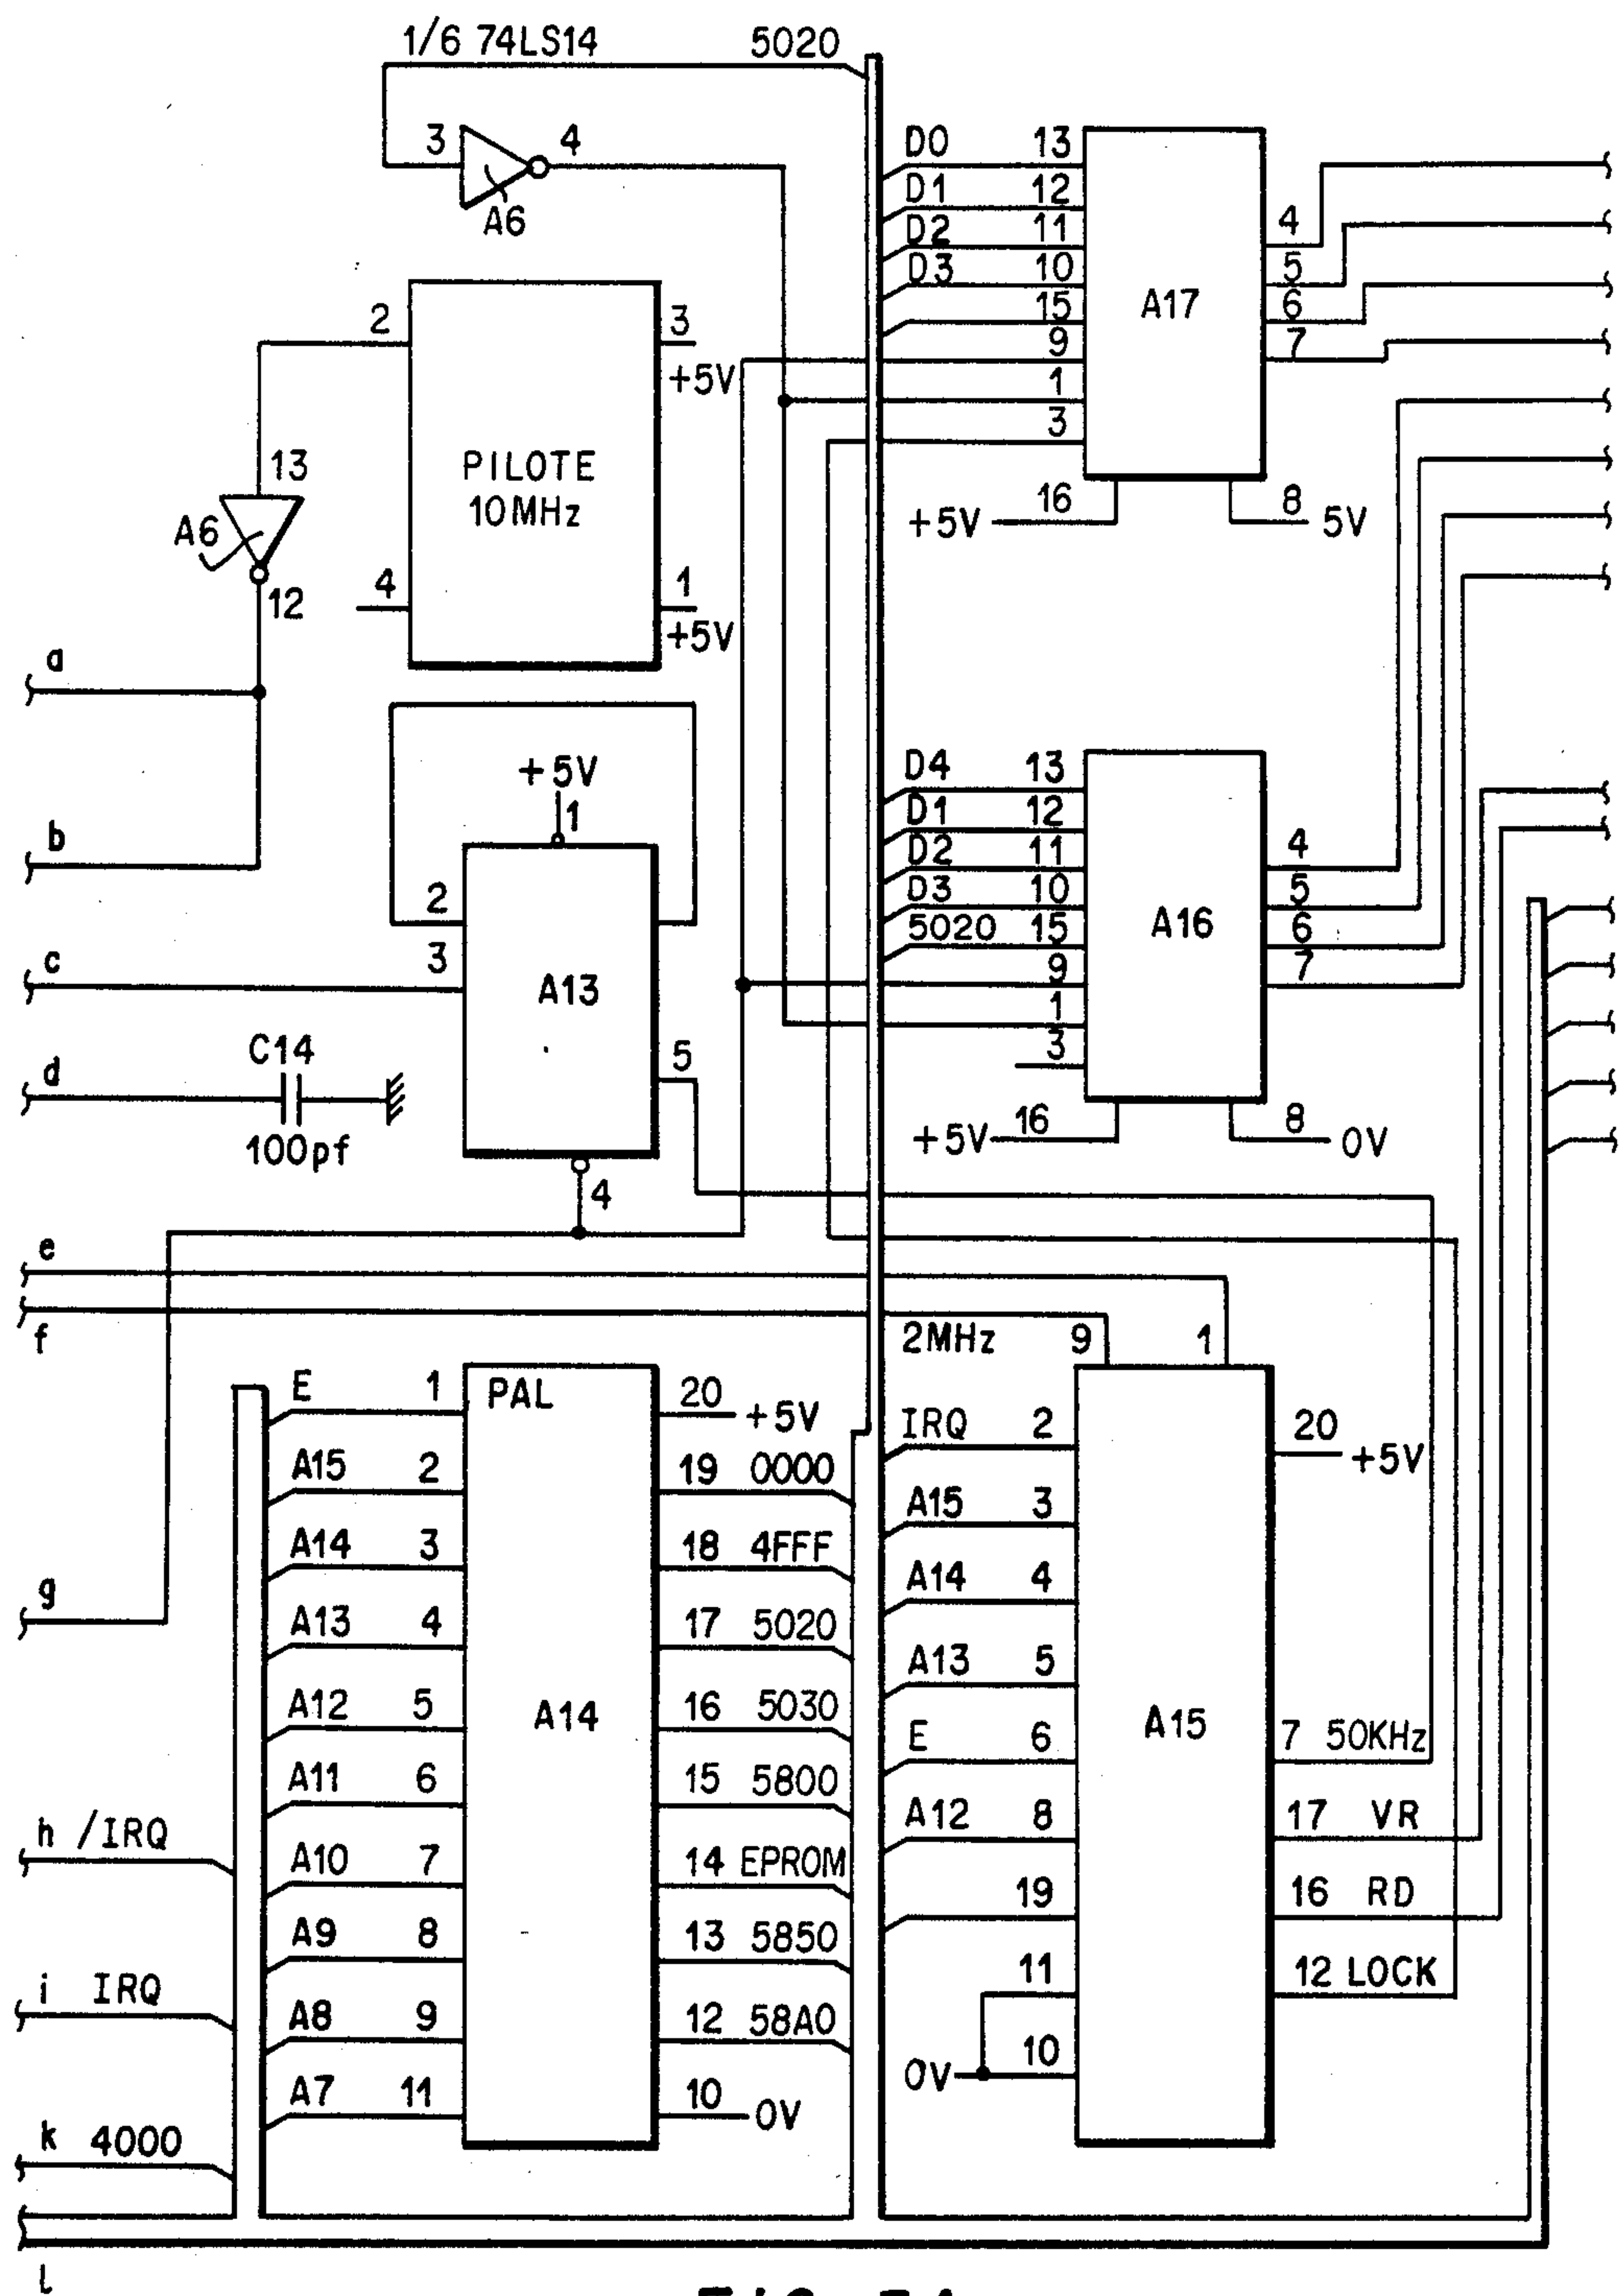 1/6 74LS14 5020
3 4
A6
D0 13
D1 12
D2 11
D3 10
15
9
1
3
A17
4
5
6
7
+5V 16
8 5V
2 3
+5V
PILOTE
10MHz
4 1
+5V
13
A6
12
a
b
c
d
C14
100pf
+5V
1
2
3
A13
5
4
D4 13
D1 12
D2 11
D3 10
5020 15
9
1
3
A16
4
5
6
7
+5V 16
8 0V
e
f
g
h /IRQ
i IRQ
k 4000
l
PAL
A14
E 1
A15 2
A14 3
A13 4
A12 5
A11 6
A10 7
A9 8
A8 9
A7 11
20 +5V
19 0000
18 4FFF
17 5020
16 5030
15 5800
14 EPROM
13 5850
12 58A0
10 0V
2MHz 9 1
IRQ 2
A15 3
A14 4
A13 5
E 6
A12 8
19
11
0V 10
A15
20 +5V
7 50KHz
17 VR
16 RD
12 LOCK